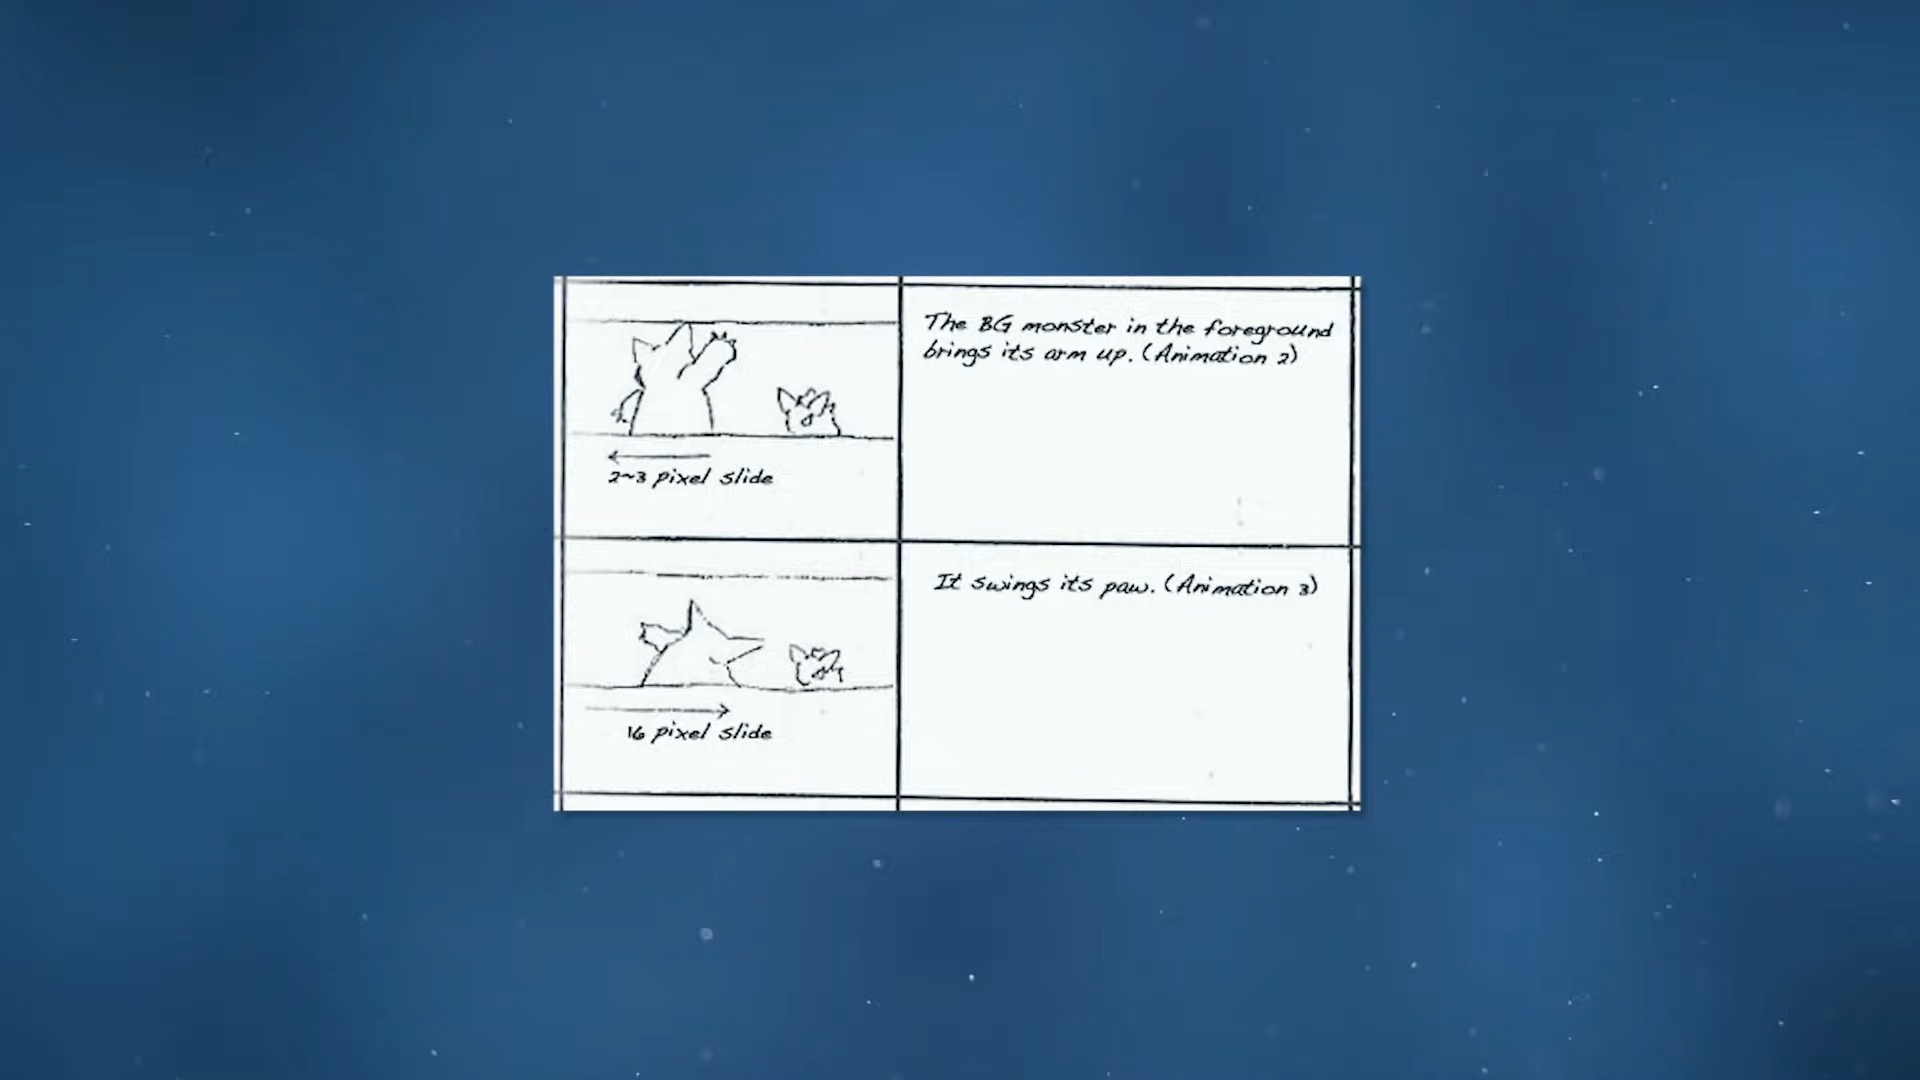 The BG monster in the foreground
brings its arm up. (Animation 2)
2~3 pixel slide
It swings its paw. (Animation 3)
16 pixel slide